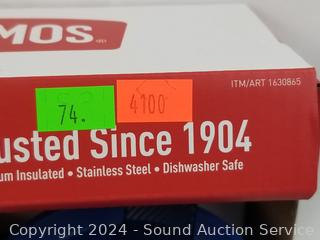 MOS®
ITM/ART 1630865
74.
4100
usted Since 1904
um Insulated • Stainless Steel • Dishwasher Safe
Copyright © 2024 - Sound Auction Service